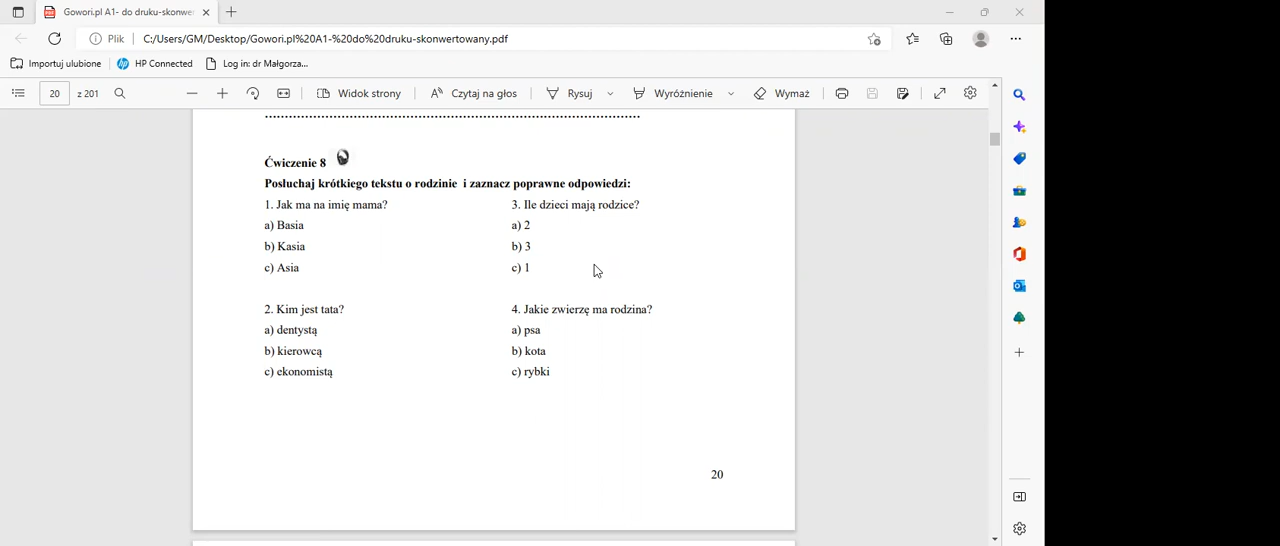 Gowori.pl A1- do druku-skonwer
Plik
C:/Users/GM/Desktop/Gowori.pl%20A1-%20do%20druku-skonwertowany.pdf
Importuj ulubione
HP Connected
Log in: dr Małgorza...
20 z 201
Widok strony
Czytaj na głos
Rysuj
Wyróżnienie
Wymaż
Ćwiczenie 8
Posłuchaj krótkiego tekstu o rodzinie i zaznacz poprawne odpowiedzi:
1. Jak ma na imię mama?
a) Basia
b) Kasia
c) Asia
2. Kim jest tata?
a) dentystą
b) kierowcą
c) ekonomistą
3. Ile dzieci mają rodzice?
a) 2
b) 3
c) 1
4. Jakie zwierzę ma rodzina?
a) psa
b) kota
c) rybki
20